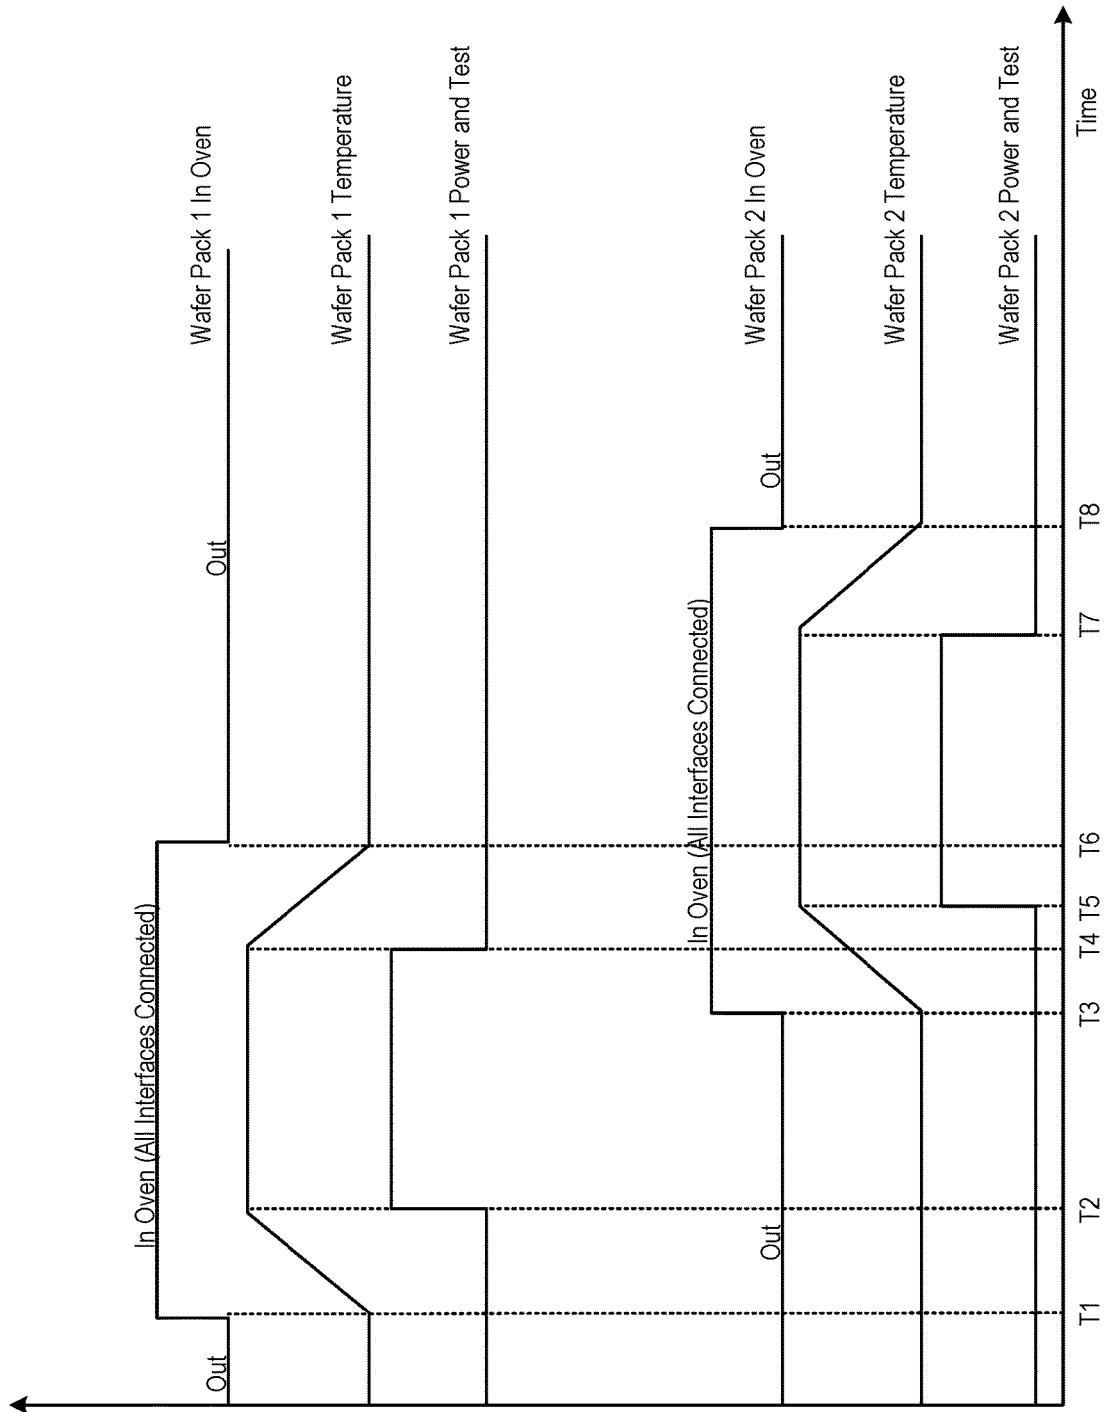 In Oven (All Interfaces Connected)
Out
Out
Wafer Pack 1 In Oven
Wafer Pack 1 Temperature
Wafer Pack 1 Power and Test
In Oven (All Interfaces Connected)
Out
Out
Wafer Pack 2 In Oven
Wafer Pack 2 Temperature
Wafer Pack 2 Power and Test
T1
T2
T3
T4
T5
T6
T7
T8
Time